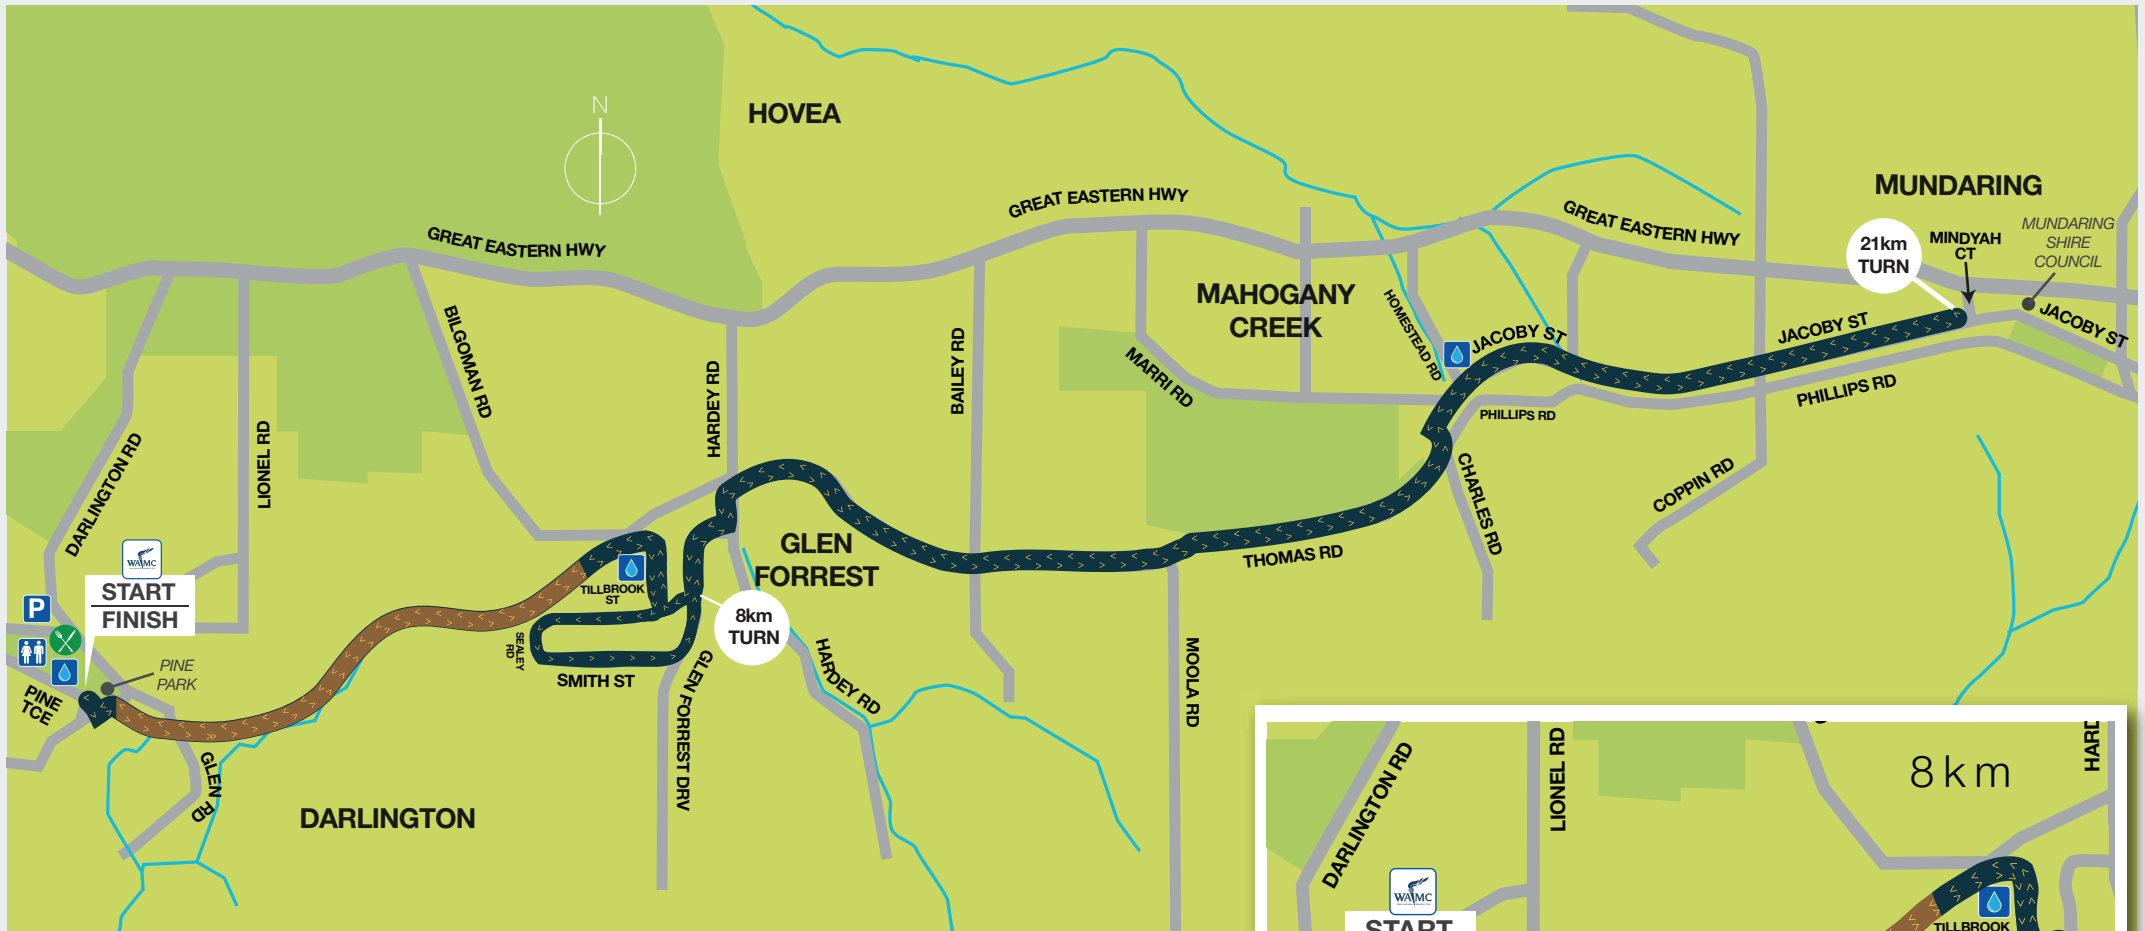 N
HOVEA
GREAT EASTERN HWY
GREAT EASTERN HWY
GREAT EASTERN HWY
MUNDARING
21km
TURN
MINDYAH
CT
MUNDARING
SHIRE
COUNCIL
JACOBY ST
JACOBY ST
JACOBY ST
MAHOGANY
CREEK
HOMESTEAD RD
MARRI RD
PHILLIPS RD
PHILLIPS RD
BILGOMAN RD
HARDEY RD
BAILEY RD
LIONEL RD
DARLINGTON RD
CHARLES RD
COPPIN RD
THOMAS RD
GLEN
FORREST
WAMC
START
FINISH
P
TILLBROOK
ST
8km
TURN
SEALEY
RD
SMITH ST
PINE
PARK
PINE
TCE
GLEN RD
GLEN FORREST DRV
HARDEY RD
MOOLA RD
DARLINGTON
8km
DARLINGTON RD
LIONEL RD
HARD
WAMC
START
TILLBROOK